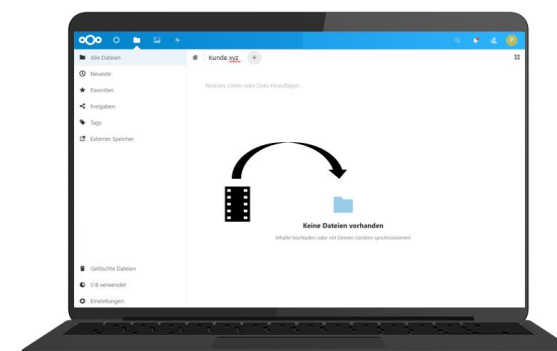 Alle Dateien
Kunde xyz
Neueste
Notizen, Listen oder Links hinzufügen...
Favoriten
Freigaben
Tags
Externer Speicher
Keine Dateien vorhanden
Inhalte hochladen oder mit Deinen Geräten synchronisieren!
Gelöschte Dateien
0 B verwendet
Einstellungen